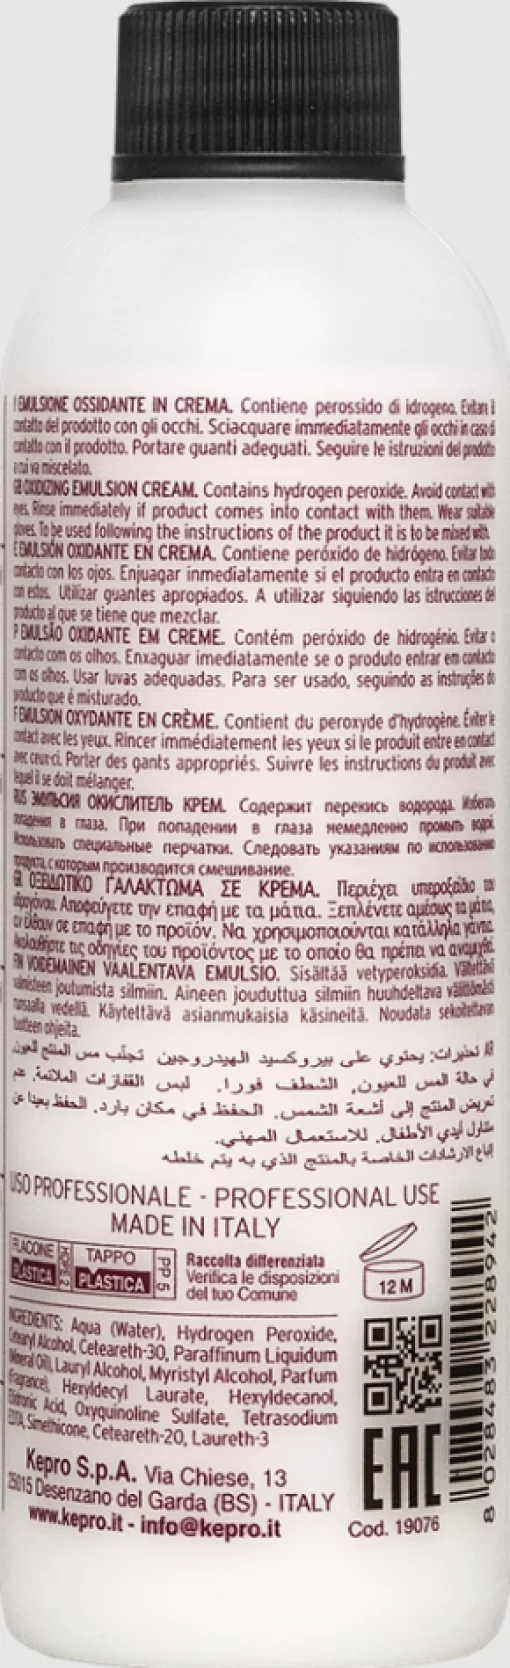 I EMULSIONE OSSIDANTE IN CREMA. Contiene perossido di idrogeno. Evitare il
contatto del prodotto con gli occhi. Sciacquare immediatamente gli occhi in caso di
contatto con il prodotto. Portare guanti adeguati. Seguire le istruzioni del prodotto
a cui va miscelato.
GB OXIDIZING EMULSION CREAM. Contains hydrogen peroxide. Avoid contact with
eyes. Rinse immediately if product comes into contact with them. Wear suitable
gloves. To be used following the instructions of the product it is to be mixed with.
E EMULSIÓN OXIDANTE EN CREMA. Contiene peróxido de hidrógeno. Evitar todo
contacto con los ojos. Enjuagar inmediatamente si el producto entra en contacto
con estos. Utilizar guantes apropiados. A utilizar siguiendo las istrucciones del
producto al que se tiene que mezclar.
P EMULSÃO OXIDANTE EM CREME. Contém peróxido de hidrogénio. Evitar o
contacto com os olhos. Enxaguar imediatamente se o produto entrar em contacto
com os olhos. Usar luvas adequadas. Para ser usado, seguindo as instruções do
producto que é misturado.
F EMULSION OXYDANTE EN CRÈME. Contient du peroxyde d'hydrogène. Éviter le
contact avec les yeux. Rincer immédiatement les yeux si le produit entre en contact
avec ceux-ci. Porter des gants appropriés. Suivre les instructions du produit avec
lequel il se doit mélanger.
RUS ЭМУЛЬСИЯ ОКИСЛИТЕЛЬ КРЕМ. Содержит перекись водорода. Избегать
попадения в глаза. При попадении в глаза немедленно промыть водой.
Использовать специальные перчатки. Следовать указаниям по использованию
продукта, с которым производится смешивание.
GR ΟΞΕΙΔΩΤΙΚΟ ΓΑΛΑΚΤΩΜΑ ΣΕ ΚΡΕΜΑ. Περιέχει υπεροξείδιο του
υδρογόνου. Αποφεύγετε την επαφή με τα μάτια. Ξεπλένετε αμέσως τα μάτια,
αν έλθουν σε επαφή με το προϊόν. Να χρησιμοποιούνται κατάλληλα γάντια.
Ακολουθήστε τις οδηγίες του προϊόντος με το οποίο θα πρέπει να αναμιχθεί.
FIN VOIDEMAINEN VAALENTAVA EMULSIO. Sisältää vetyperoksidia. Vältettävä
valmisteen joutumista silmiin. Aineen jouduttua silmiin huuhdeltava välittömästi
runsaalla vedellä. Käytettävä asianmukaisia käsineitä. Noudata sekoitettavan
tuotteen ohjeita.
AR تحذيرات: يحتوي على بيروكسيد الهيدروجين تجنّب مس المنتج للعيون.
في حالة المس للعيون, الشطف فورا. لبس القفازات الملائمة. عدم
تعريض المنتج إلى أشعة الشمس. الحفظ في مكان بارد. الحفظ بعيدا عن
متناول أيدي الأطفال. للاستعمال المهني.
إتباع الارشادات الخاصة بالمنتج الذي به يتم خلطه
USO PROFESSIONALE - PROFESSIONAL USE
MADE IN ITALY
FLACONE PLASTICA HDPE 2
TAPPO PLASTICA PP 5
Raccolta differenziata
Verifica le disposizioni
del tuo Comune
12 M
INGREDIENTS: Aqua (Water), Hydrogen Peroxide,
Cetearyl Alcohol, Ceteareth-30, Paraffinum Liquidum
(Mineral Oil), Lauryl Alcohol, Myristyl Alcohol, Parfum
(Fragrance), Hexyldecyl Laurate, Hexyldecanol,
Etidronic Acid, Oxyquinoline Sulfate, Tetrasodium
EDTA, Simethicone, Ceteareth-20, Laureth-3
Kepro S.p.A. Via Chiese, 13
25015 Desenzano del Garda (BS) - ITALY
www.kepro.it - info@kepro.it
EAC
Cod. 19076
8 028483 228942